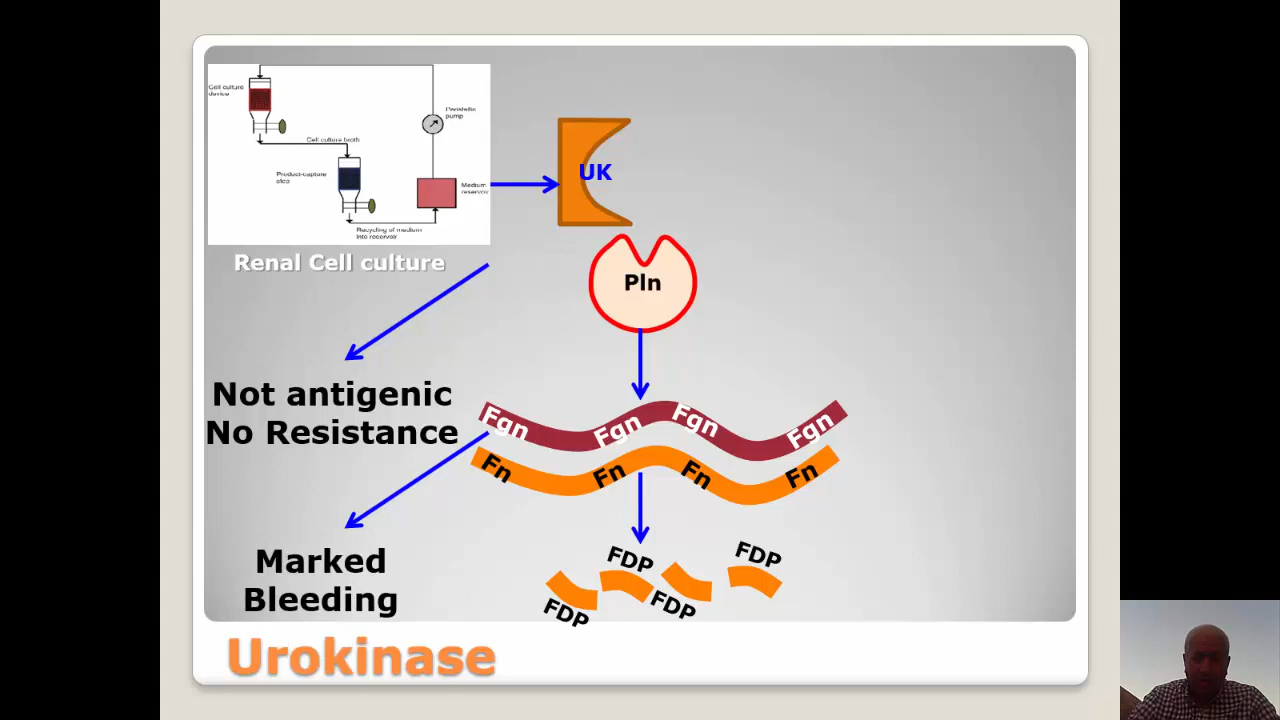 Cell culture
device
Peristaltic
pump
Cell culture broth
Product-capture
Medium
reservoir
Recycling of medium
into reservoir
UK
Renal Cell culture
Pln
Not antigenic
No Resistance
Fgn Fgn Fgn Fgn
Fn Fn Fn Fn
Marked
Bleeding
FDP FDP FDP FDP
Urokinase